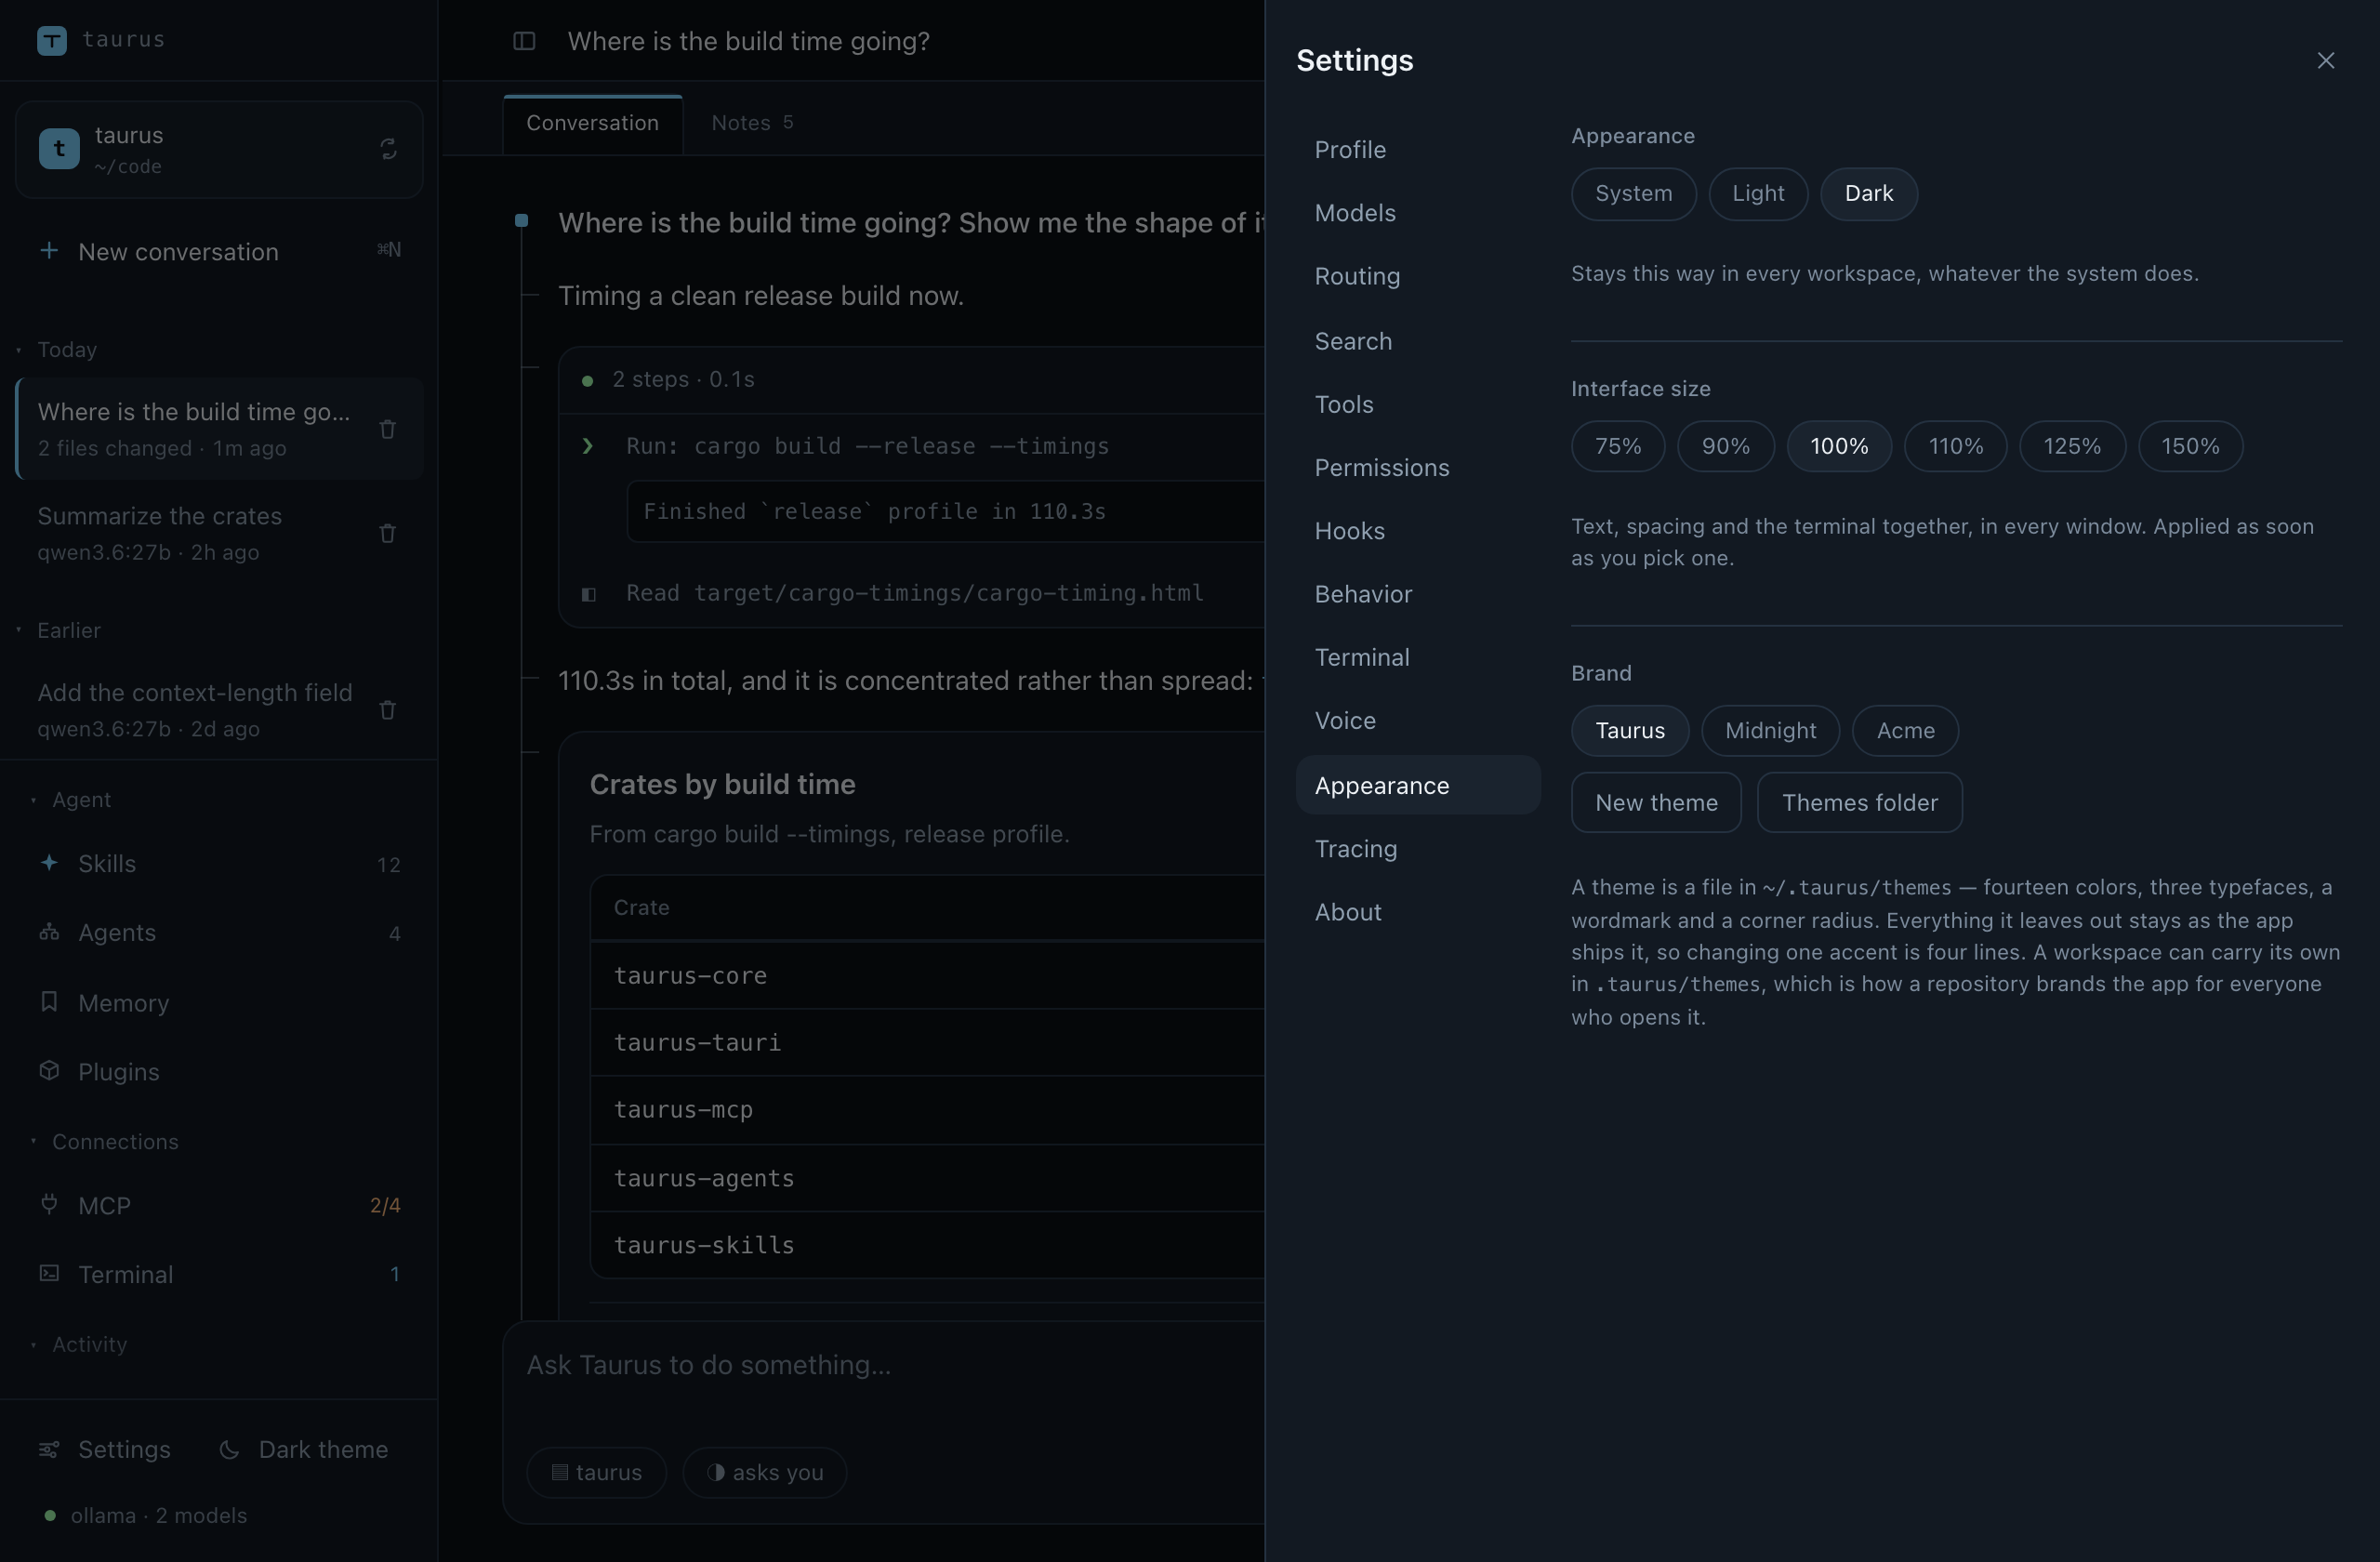 taurus
taurus
~/code
New conversation
⌘N
Today
Where is the build time go...
2 files changed · 1m ago
Summarize the crates
qwen3.6:27b · 2h ago
Earlier
Add the context-length field
qwen3.6:27b · 2d ago
Agent
Skills 12
Agents 4
Memory
Plugins
Connections
MCP 2/4
Terminal 1
Activity
Settings
Dark theme
ollama · 2 models
Where is the build time going?
Conversation
Notes 5
Where is the build time going? Show me the shape of
Timing a clean release build now.
2 steps · 0.1s
Run: cargo build --release --timings
Finished `release` profile in 110.3s
Read target/cargo-timings/cargo-timing.html
110.3s in total, and it is concentrated rather than spread:
Crates by build time
From cargo build --timings, release profile.
Crate
taurus-core
taurus-tauri
taurus-mcp
taurus-agents
taurus-skills
Ask Taurus to do something...
taurus
asks you
Settings
Profile
Models
Routing
Search
Tools
Permissions
Hooks
Behavior
Terminal
Voice
Appearance
Tracing
About
Appearance
System
Light
Dark
Stays this way in every workspace, whatever the system does.
Interface size
75%
90%
100%
110%
125%
150%
Text, spacing and the terminal together, in every window. Applied as soon
as you pick one.
Brand
Taurus
Midnight
Acme
New theme
Themes folder
A theme is a file in ~/.taurus/themes — fourteen colors, three typefaces, a
wordmark and a corner radius. Everything it leaves out stays as the app
ships it, so changing one accent is four lines. A workspace can carry its own
in .taurus/themes, which is how a repository brands the app for everyone
who opens it.